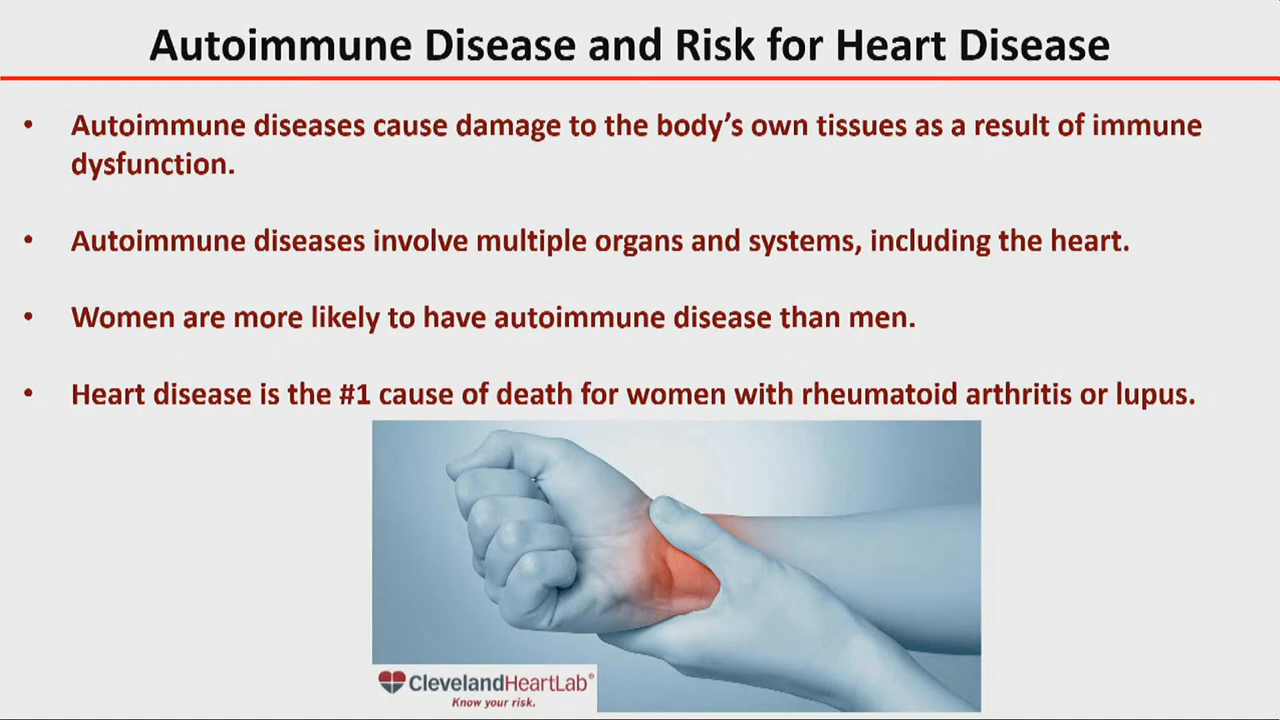 Autoimmune Disease and Risk for Heart Disease
• Autoimmune diseases cause damage to the body’s own tissues as a result of immune
dysfunction.
• Autoimmune diseases involve multiple organs and systems, including the heart.
• Women are more likely to have autoimmune disease than men.
• Heart disease is the #1 cause of death for women with rheumatoid arthritis or lupus.
ClevelandHeartLab®
Know your risk.